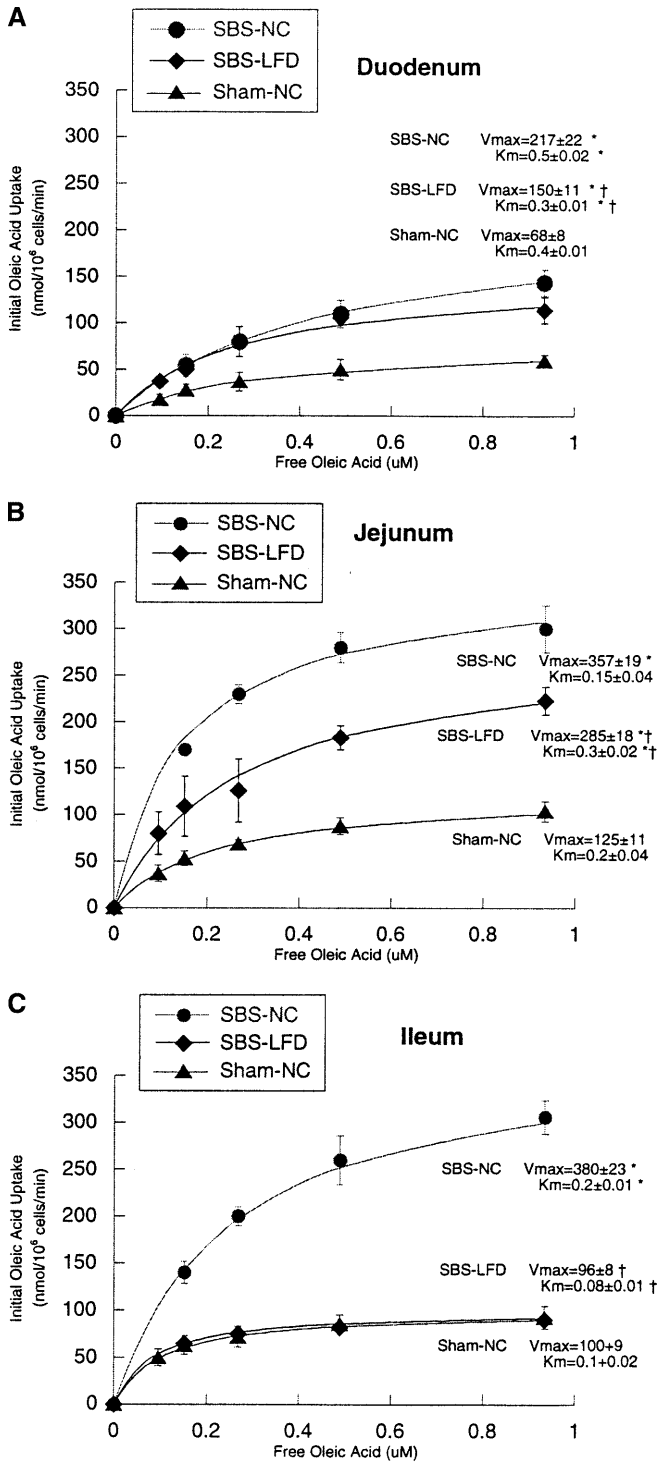 A
SBS-NC
SBS-LFD
Sham-NC
Duodenum
350
300
250
200
150
100
50
0
Initial Oleic Acid Uptake
(nmol/10⁶ cells/min)
SBS-NC Vmax=217±22 *
Km=0.5±0.02 *
SBS-LFD Vmax=150±11 * †
Km=0.3±0.01 * †
Sham-NC Vmax=68±8
Km=0.4±0.01
0 0.2 0.4 0.6 0.8 1
Free Oleic Acid (uM)
B
SBS-NC
SBS-LFD
Sham-NC
Jejunum
350
300
250
200
150
100
50
0
Initial Oleic Acid Uptake
(nmol/10⁶ cells/min)
SBS-NC Vmax=357±19 *
Km=0.15±0.04
SBS-LFD Vmax=285±18 *†
Km=0.3±0.02 *†
Sham-NC Vmax=125±11
Km=0.2±0.04
0 0.2 0.4 0.6 0.8 1
Free Oleic Acid (uM)
C
SBS-NC
SBS-LFD
Sham-NC
Ileum
350
300
250
200
150
100
50
0
Initial Oleic Acid Uptake
(nmol/10⁶ cells/min)
SBS-NC Vmax=380±23 *
Km=0.2±0.01 *
SBS-LFD Vmax=96±8 †
Km=0.08±0.01 †
Sham-NC Vmax=100+9
Km=0.1+0.02
0 0.2 0.4 0.6 0.8 1
Free Oleic Acid (uM)